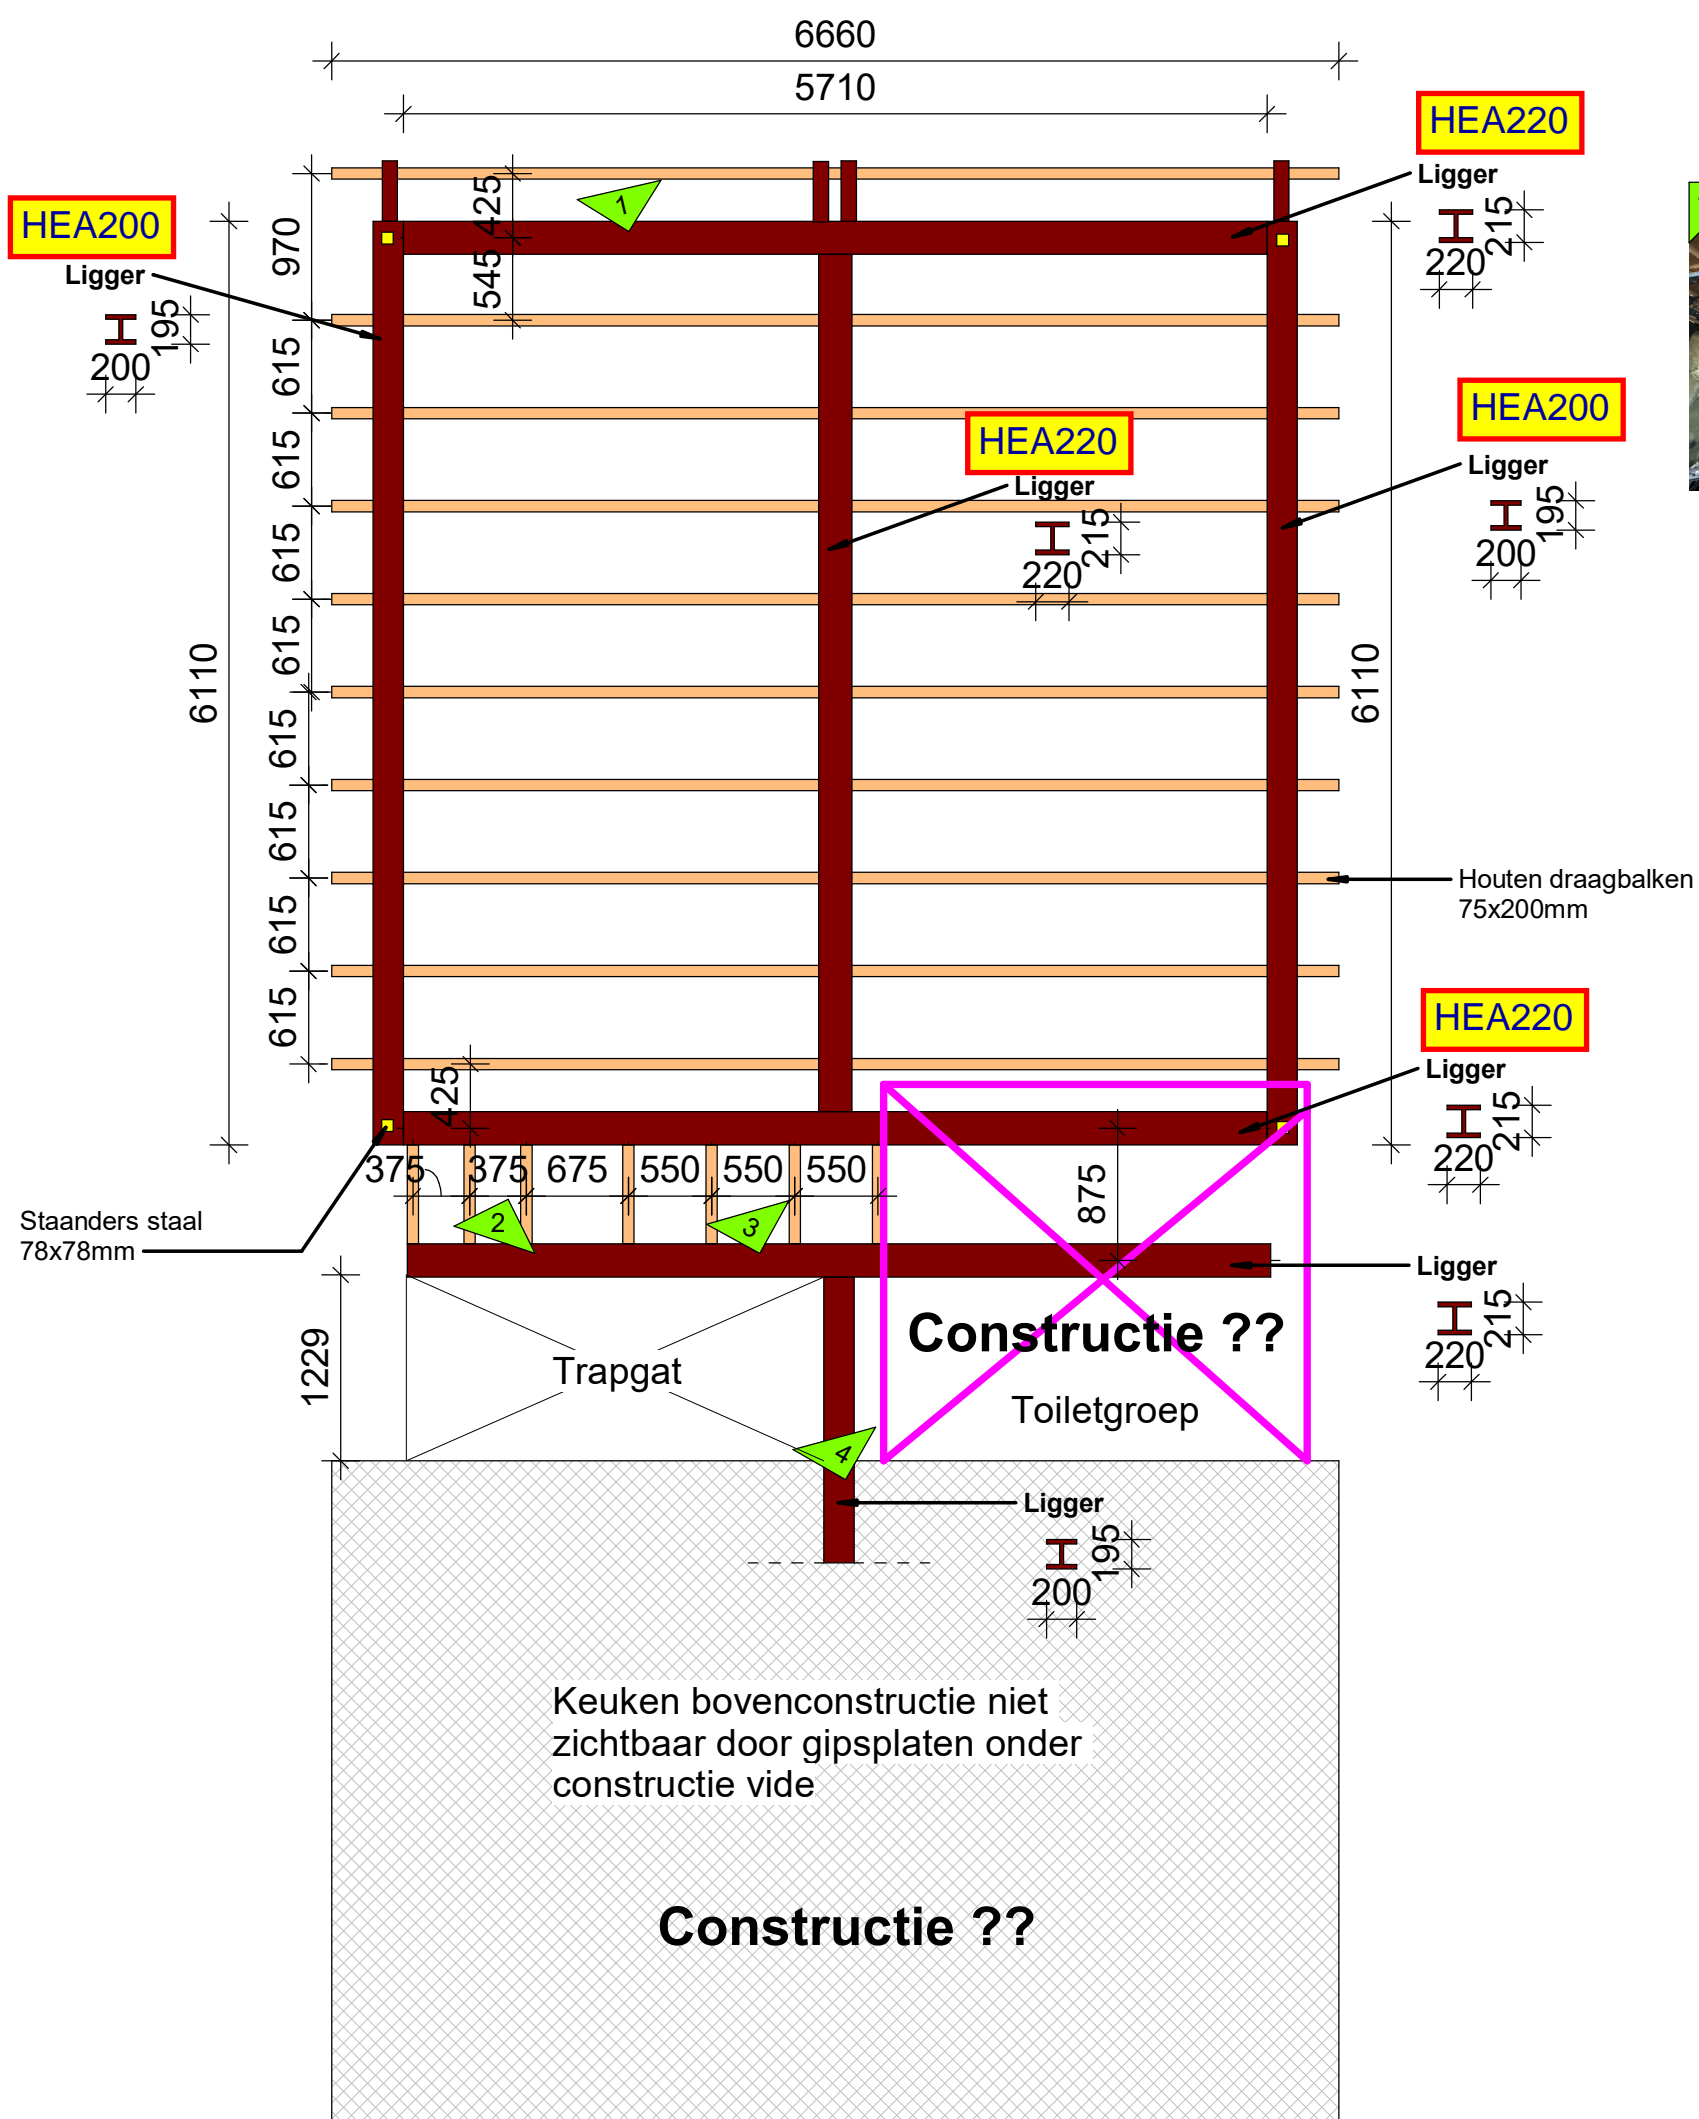 6660
5710
HEA220
Ligger
215
220
HEA200
Ligger
195
200
425
1
970
545
615
615
615
615
615
615
615
615
6110
HEA220
Ligger
215
220
HEA200
Ligger
195
200
6110
Houten draagbalken
75x200mm
HEA220
Ligger
215
220
425
375
375
675
550
550
550
875
2
3
Staanders staal
78x78mm
Ligger
215
220
1229
Trapgat
Constructie ??
Toiletgroep
4
Ligger
195
200
Keuken bovenconstructie niet
zichtbaar door gipsplaten onder
constructie vide
Constructie ??